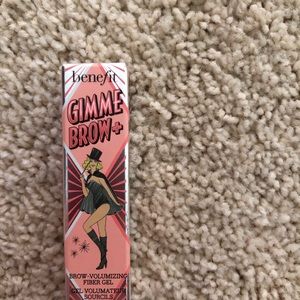 benefit
GIMME
BROW+
BROW-VOLUMIZING
FIBER GEL
GEL VOLUMATEUR
SOURCILS